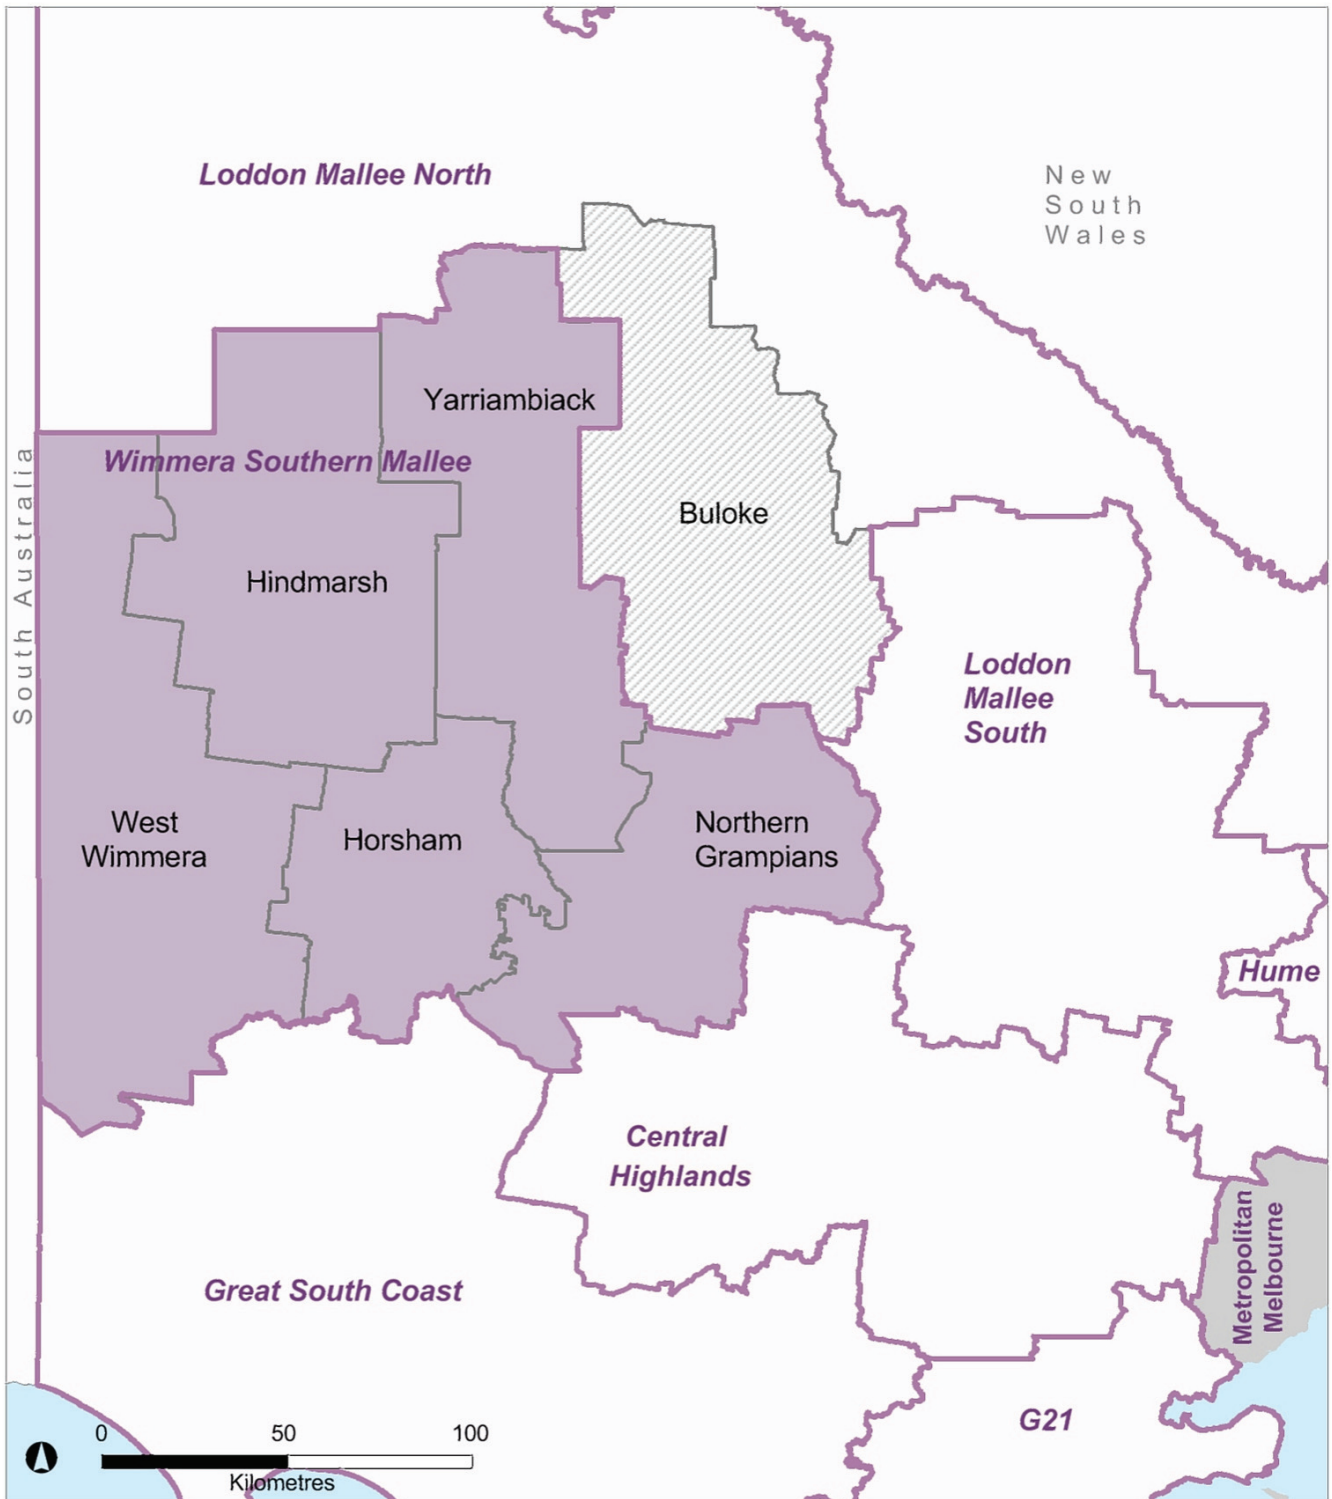 Loddon Mallee North
New
South
Wales
Yarriambiack
Wimmera Southern Mallee
South Australia
Buloke
Hindmarsh
Loddon
Mallee
South
West
Wimmera
Horsham
Northern
Grampians
Hume
Central
Highlands
Metropolitan
Melbourne
Great South Coast
G21
0 50 100
Kilometres